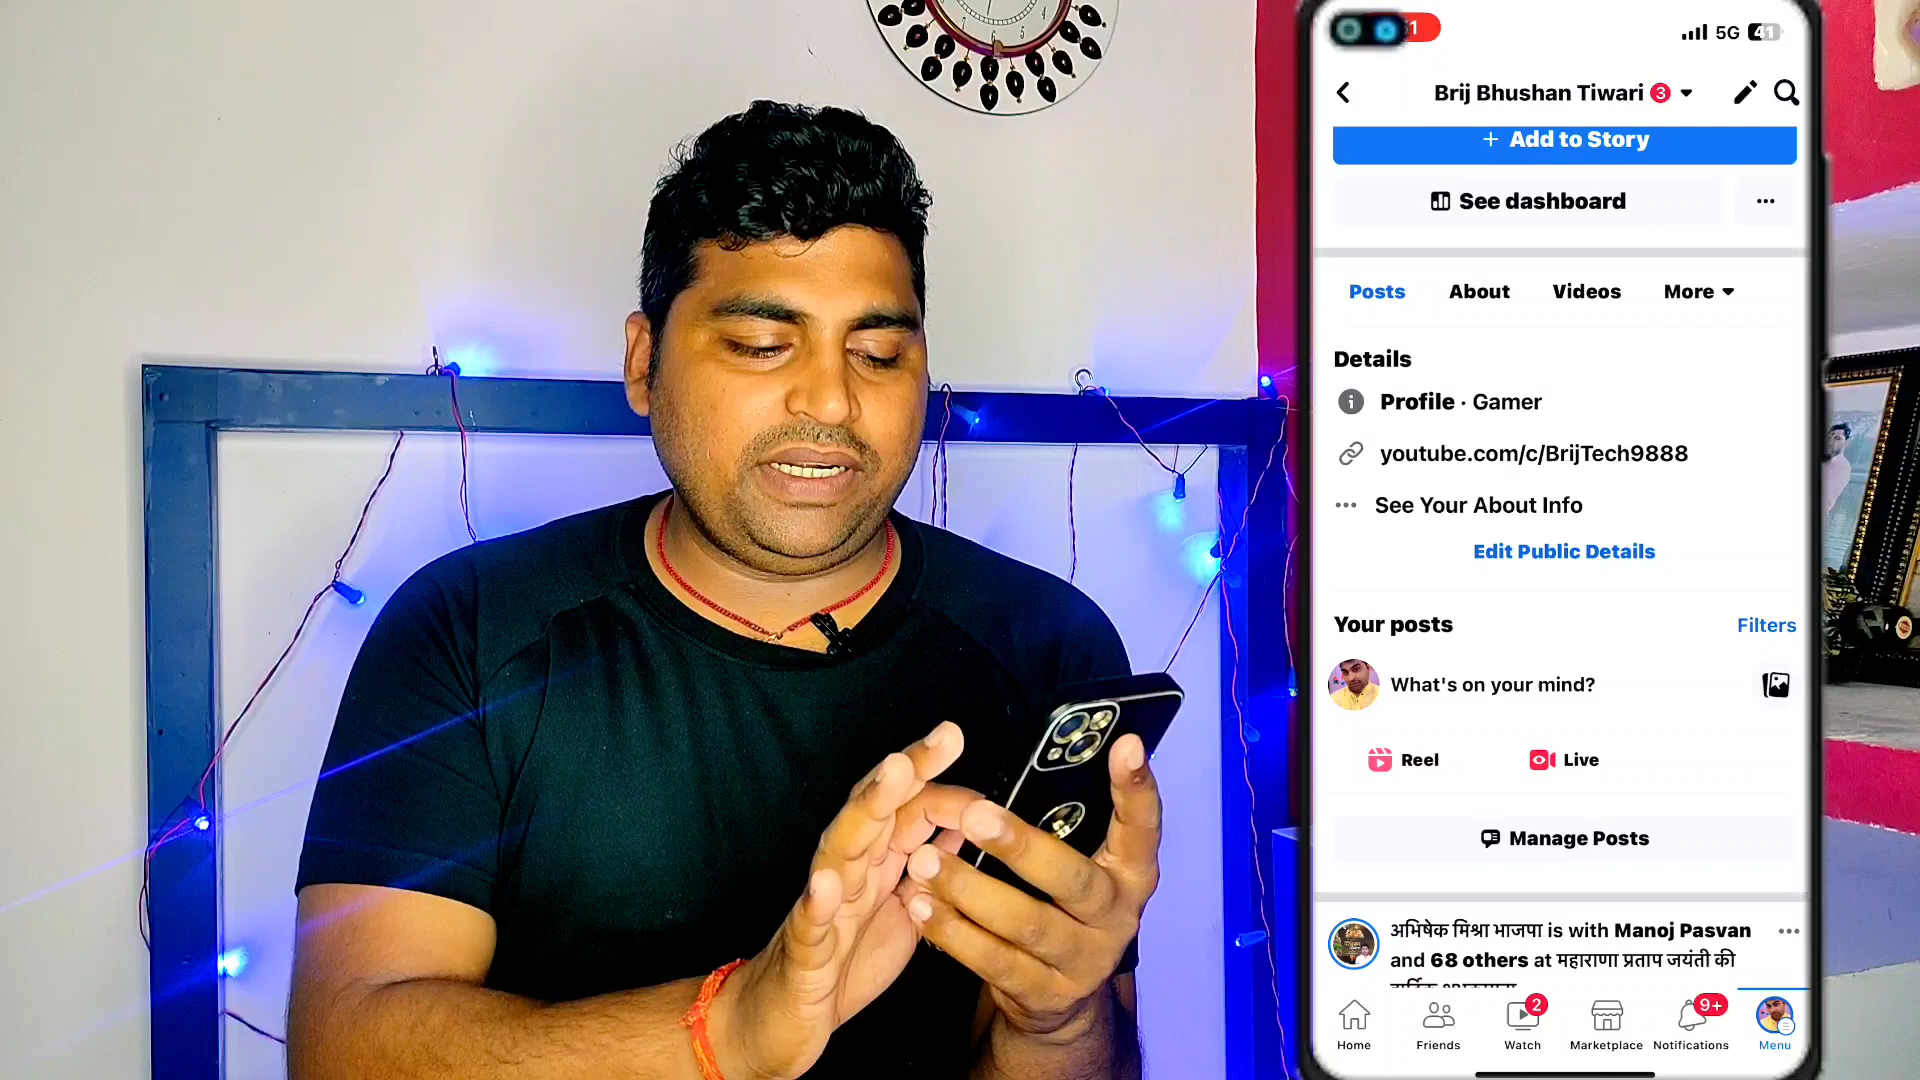 1
5G 41
Brij Bhushan Tiwari 3
+ Add to Story
See dashboard
Posts About Videos More
Details
Profile · Gamer
youtube.com/c/BrijTech9888
See Your About Info
Edit Public Details
Your posts Filters
What's on your mind?
Reel Live
Manage Posts
अभिषेक मिश्रा भाजपा is with Manoj Pasvan
and 68 others at महाराणा प्रताप जयंती की
2 9+
Home Friends Watch Marketplace Notifications Menu